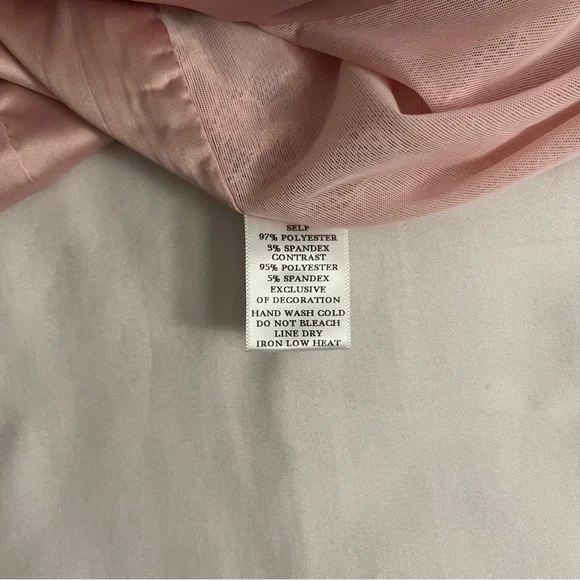 SELF
97% POLYESTER
3% SPANDEX
CONTRAST
95% POLYESTER
5% SPANDEX
EXCLUSIVE
OF DECORATION
HAND WASH COLD
DO NOT BLEACH
LINE DRY
IRON LOW HEAT